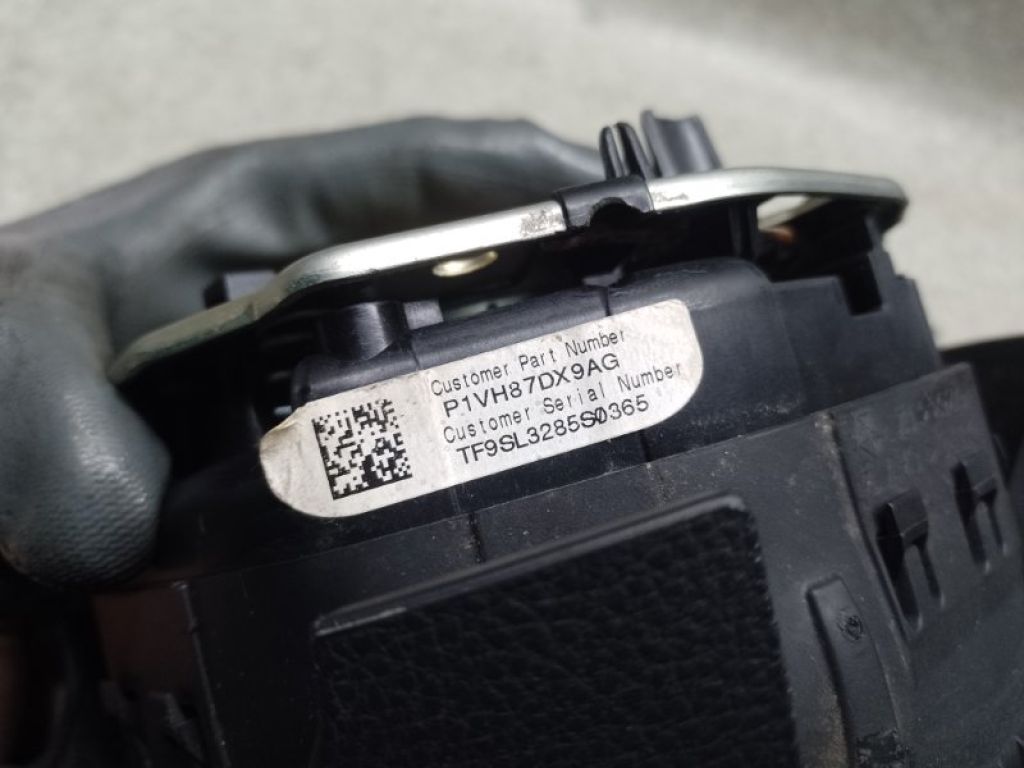 Customer Part Number
P1VH87DX9AG
Customer Serial Number
TF9SL3285S0365